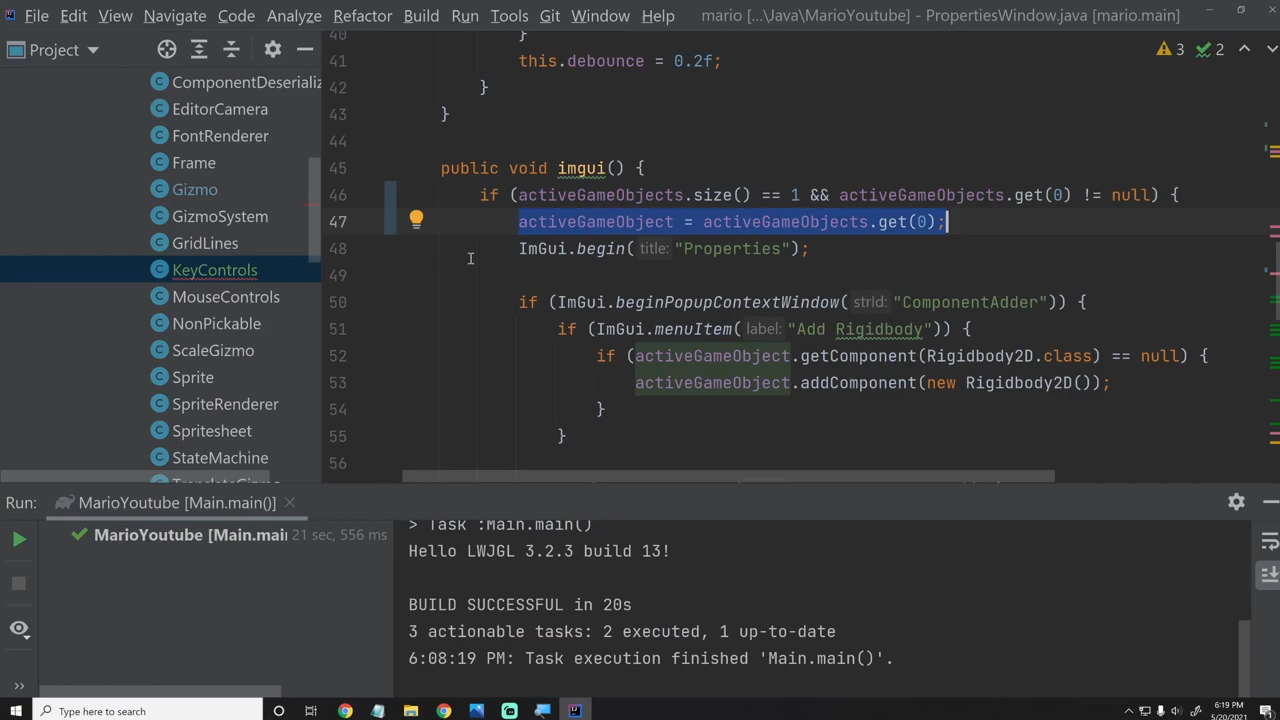 File Edit View Navigate Code Analyze Refactor Build Run Tools Git Window Help mario [...\Java\MarioYoutube] - PropertiesWindow.java [mario.main]
Project
ComponentDeserializ
EditorCamera
FontRenderer
Frame
Gizmo
GizmoSystem
GridLines
KeyControls
MouseControls
NonPickable
ScaleGizmo
Sprite
SpriteRenderer
Spritesheet
StateMachine
3 2
40 }
41 this.debounce = 0.2f;
42 }
43 }
44
45 public void imgui() {
46 if (activeGameObjects.size() == 1 && activeGameObjects.get(0) != null) {
47 activeGameObject = activeGameObjects.get(0);
48 ImGui.begin( title: "Properties");
49
50 if (ImGui.beginPopupContextWindow( strId: "ComponentAdder")) {
51 if (ImGui.menuItem( label: "Add Rigidbody")) {
52 if (activeGameObject.getComponent(Rigidbody2D.class) == null) {
53 activeGameObject.addComponent(new Rigidbody2D());
54 }
55 }
56
Run: MarioYoutube [Main.main()]
MarioYoutube [Main.mai 21 sec, 556 ms
> Task :Main.main()
Hello LWJGL 3.2.3 build 13!
BUILD SUCCESSFUL in 20s
3 actionable tasks: 2 executed, 1 up-to-date
6:08:19 PM: Task execution finished 'Main.main()'.
Type here to search
6:19 PM
5/20/2021